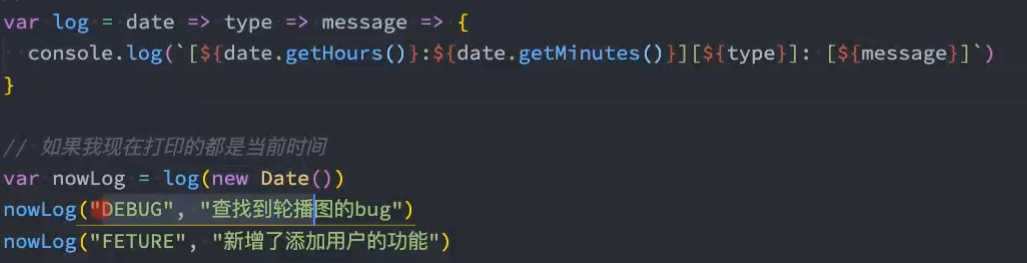 var log = date => type => message => {
  console.log(`[${date.getHours()}:${date.getMinutes()}][${type}]: [${message}]`)
}
// 如果我现在打印的都是当前时间
var nowLog = log(new Date())
nowLog("DEBUG", "查找到轮播图的bug")
nowLog("FETURE", "新增了添加用户的功能")